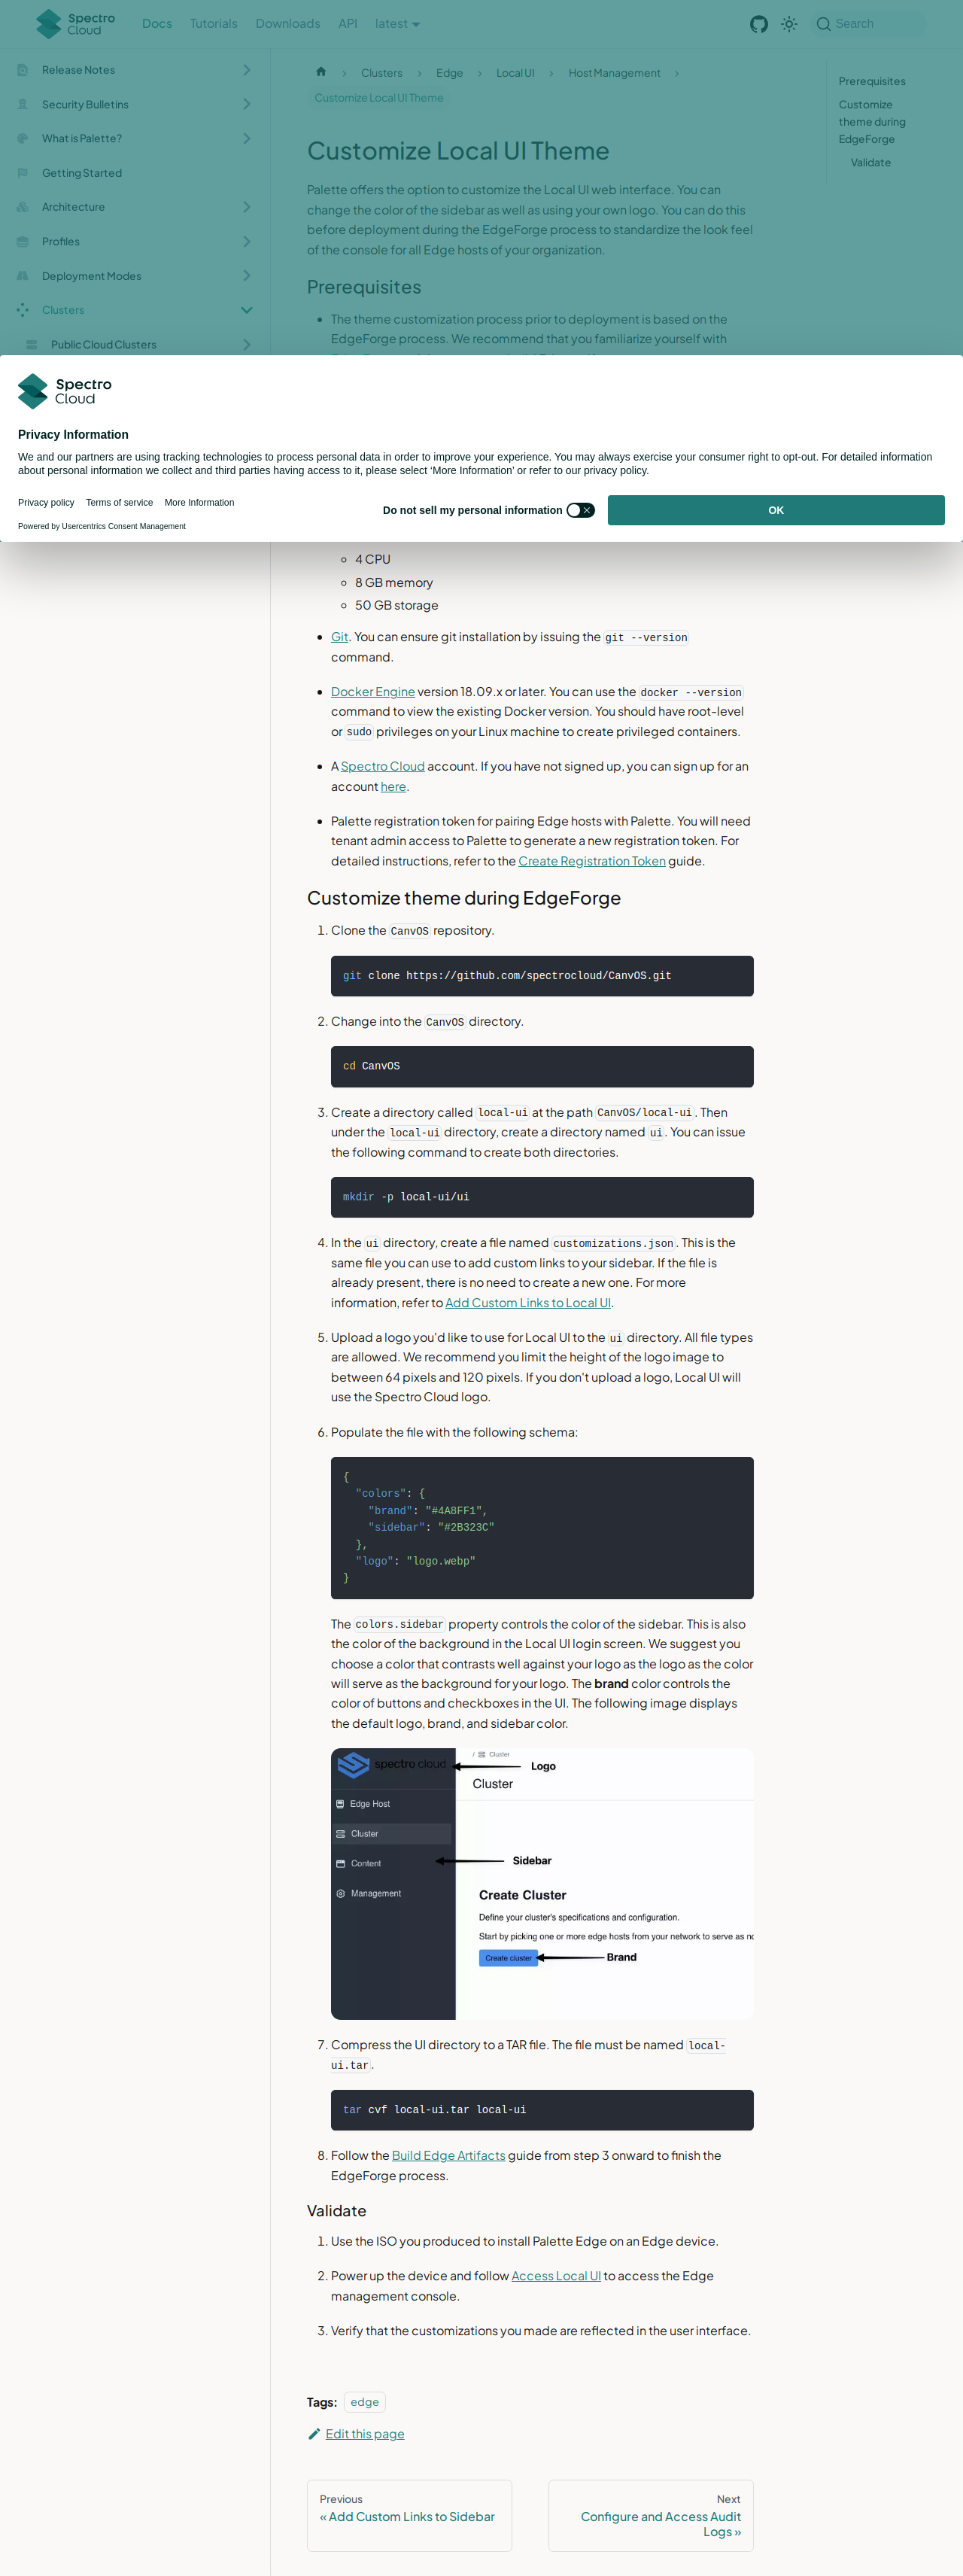 Spectro Cloud
Docs
Tutorials
Downloads
API
latest
Search
Release Notes
Security Bulletins
What is Palette?
Getting Started
Architecture
Profiles
Deployment Modes
Clusters
Public Cloud Clusters
Clusters
Edge
Local UI
Host Management
Customize Local UI Theme
Prerequisites
Customize
theme during
EdgeForge
Validate
Customize Local UI Theme
Palette offers the option to customize the Local UI web interface. You can
change the color of the sidebar as well as using your own logo. You can do this
before deployment during the EdgeForge process to standardize the look feel
of the console for all Edge hosts of your organization.
Prerequisites
The theme customization process prior to deployment is based on the
EdgeForge process. We recommend that you familiarize yourself with
Spectro
Cloud
Privacy Information
We and our partners are using tracking technologies to process personal data in order to improve your experience. You may always exercise your consumer right to opt-out. For detailed information
about personal information we collect and third parties having access to it, please select ‘More Information’ or refer to our privacy policy.
Privacy policy
Terms of service
More Information
Powered by Usercentrics Consent Management
Do not sell my personal information
OK
4 CPU
8 GB memory
50 GB storage
Git. You can ensure git installation by issuing the git --version
command.
Docker Engine version 18.09.x or later. You can use the docker --version
command to view the existing Docker version. You should have root-level
or sudo privileges on your Linux machine to create privileged containers.
A Spectro Cloud account. If you have not signed up, you can sign up for an
account here.
Palette registration token for pairing Edge hosts with Palette. You will need
tenant admin access to Palette to generate a new registration token. For
detailed instructions, refer to the Create Registration Token guide.
Customize theme during EdgeForge
1. Clone the CanvOS repository.
git clone https://github.com/spectrocloud/CanvOS.git
2. Change into the CanvOS directory.
cd CanvOS
3. Create a directory called local-ui at the path CanvOS/local-ui. Then
under the local-ui directory, create a directory named ui. You can issue
the following command to create both directories.
mkdir -p local-ui/ui
4. In the ui directory, create a file named customizations.json. This is the
same file you can use to add custom links to your sidebar. If the file is
already present, there is no need to create a new one. For more
information, refer to Add Custom Links to Local UI.
5. Upload a logo you'd like to use for Local UI to the ui directory. All file types
are allowed. We recommend you limit the height of the logo image to
between 64 pixels and 120 pixels. If you don't upload a logo, Local UI will
use the Spectro Cloud logo.
6. Populate the file with the following schema:
{
"colors": {
"brand": "#4A8FF1",
"sidebar": "#2B323C"
},
"logo": "logo.webp"
}
The colors.sidebar property controls the color of the sidebar. This is also
the color of the background in the Local UI login screen. We suggest you
choose a color that contrasts well against your logo as the logo as the color
will serve as the background for your logo. The brand color controls the
color of buttons and checkboxes in the UI. The following image displays
the default logo, brand, and sidebar color.
spectro cloud
/ Cluster
Logo
Cluster
Edge Host
Cluster
Content
Management
Sidebar
Create Cluster
Define your cluster's specifications and configuration.
Start by picking one or more edge hosts from your network to serve as no
Create cluster
Brand
7. Compress the UI directory to a TAR file. The file must be named local-
ui.tar.
tar cvf local-ui.tar local-ui
8. Follow the Build Edge Artifacts guide from step 3 onward to finish the
EdgeForge process.
Validate
1. Use the ISO you produced to install Palette Edge on an Edge device.
2. Power up the device and follow Access Local UI to access the Edge
management console.
3. Verify that the customizations you made are reflected in the user interface.
Tags: edge
Edit this page
Previous
« Add Custom Links to Sidebar
Next
Configure and Access Audit
Logs »